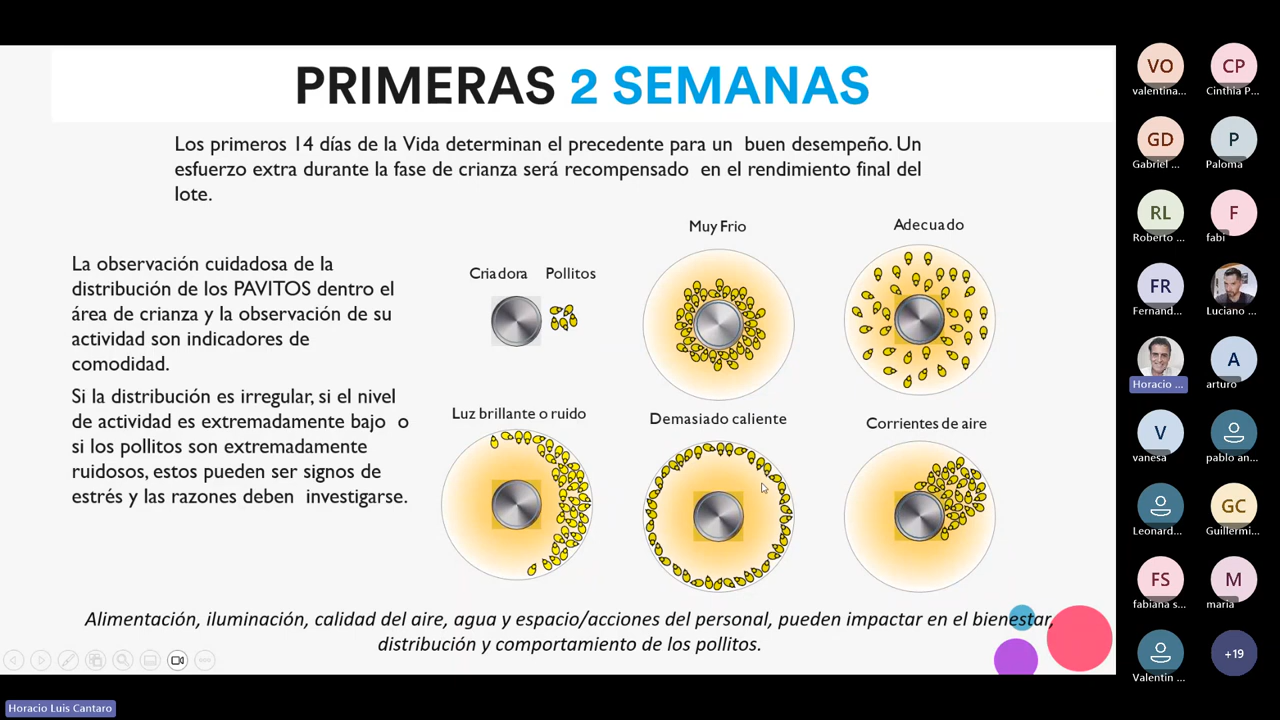 PRIMERAS 2 SEMANAS
Los primeros 14 días de la Vida determinan el precedente para un buen desempeño. Un
esfuerzo extra durante la fase de crianza será recompensado en el rendimiento final del
lote.
La observación cuidadosa de la
distribución de los PAVITOS dentro el
área de crianza y la observación de su
actividad son indicadores de
comodidad.
Si la distribución es irregular, si el nivel
de actividad es extremadamente bajo o
si los pollitos son extremadamente
ruidosos, estos pueden ser signos de
estrés y las razones deben investigarse.
Criadora Pollitos
Muy Frio
Adecuado
Luz brillante o ruido
Demasiado caliente
Corrientes de aire
Alimentación, iluminación, calidad del aire, agua y espacio/acciones del personal, pueden impactar en el bienestar,
distribución y comportamiento de los pollitos.
Horacio Luis Cantaro
VO
valentina...
CP
Cinthia P...
GD
Gabriel ...
P
Paloma
RL
Roberto ...
F
fabi
FR
Fernand...
Luciano ...
Horacio ...
A
arturo
V
vanesa
pablo an...
Leonard...
GC
Guillermi...
FS
fabiana s...
M
maria
Valentin ...
+19